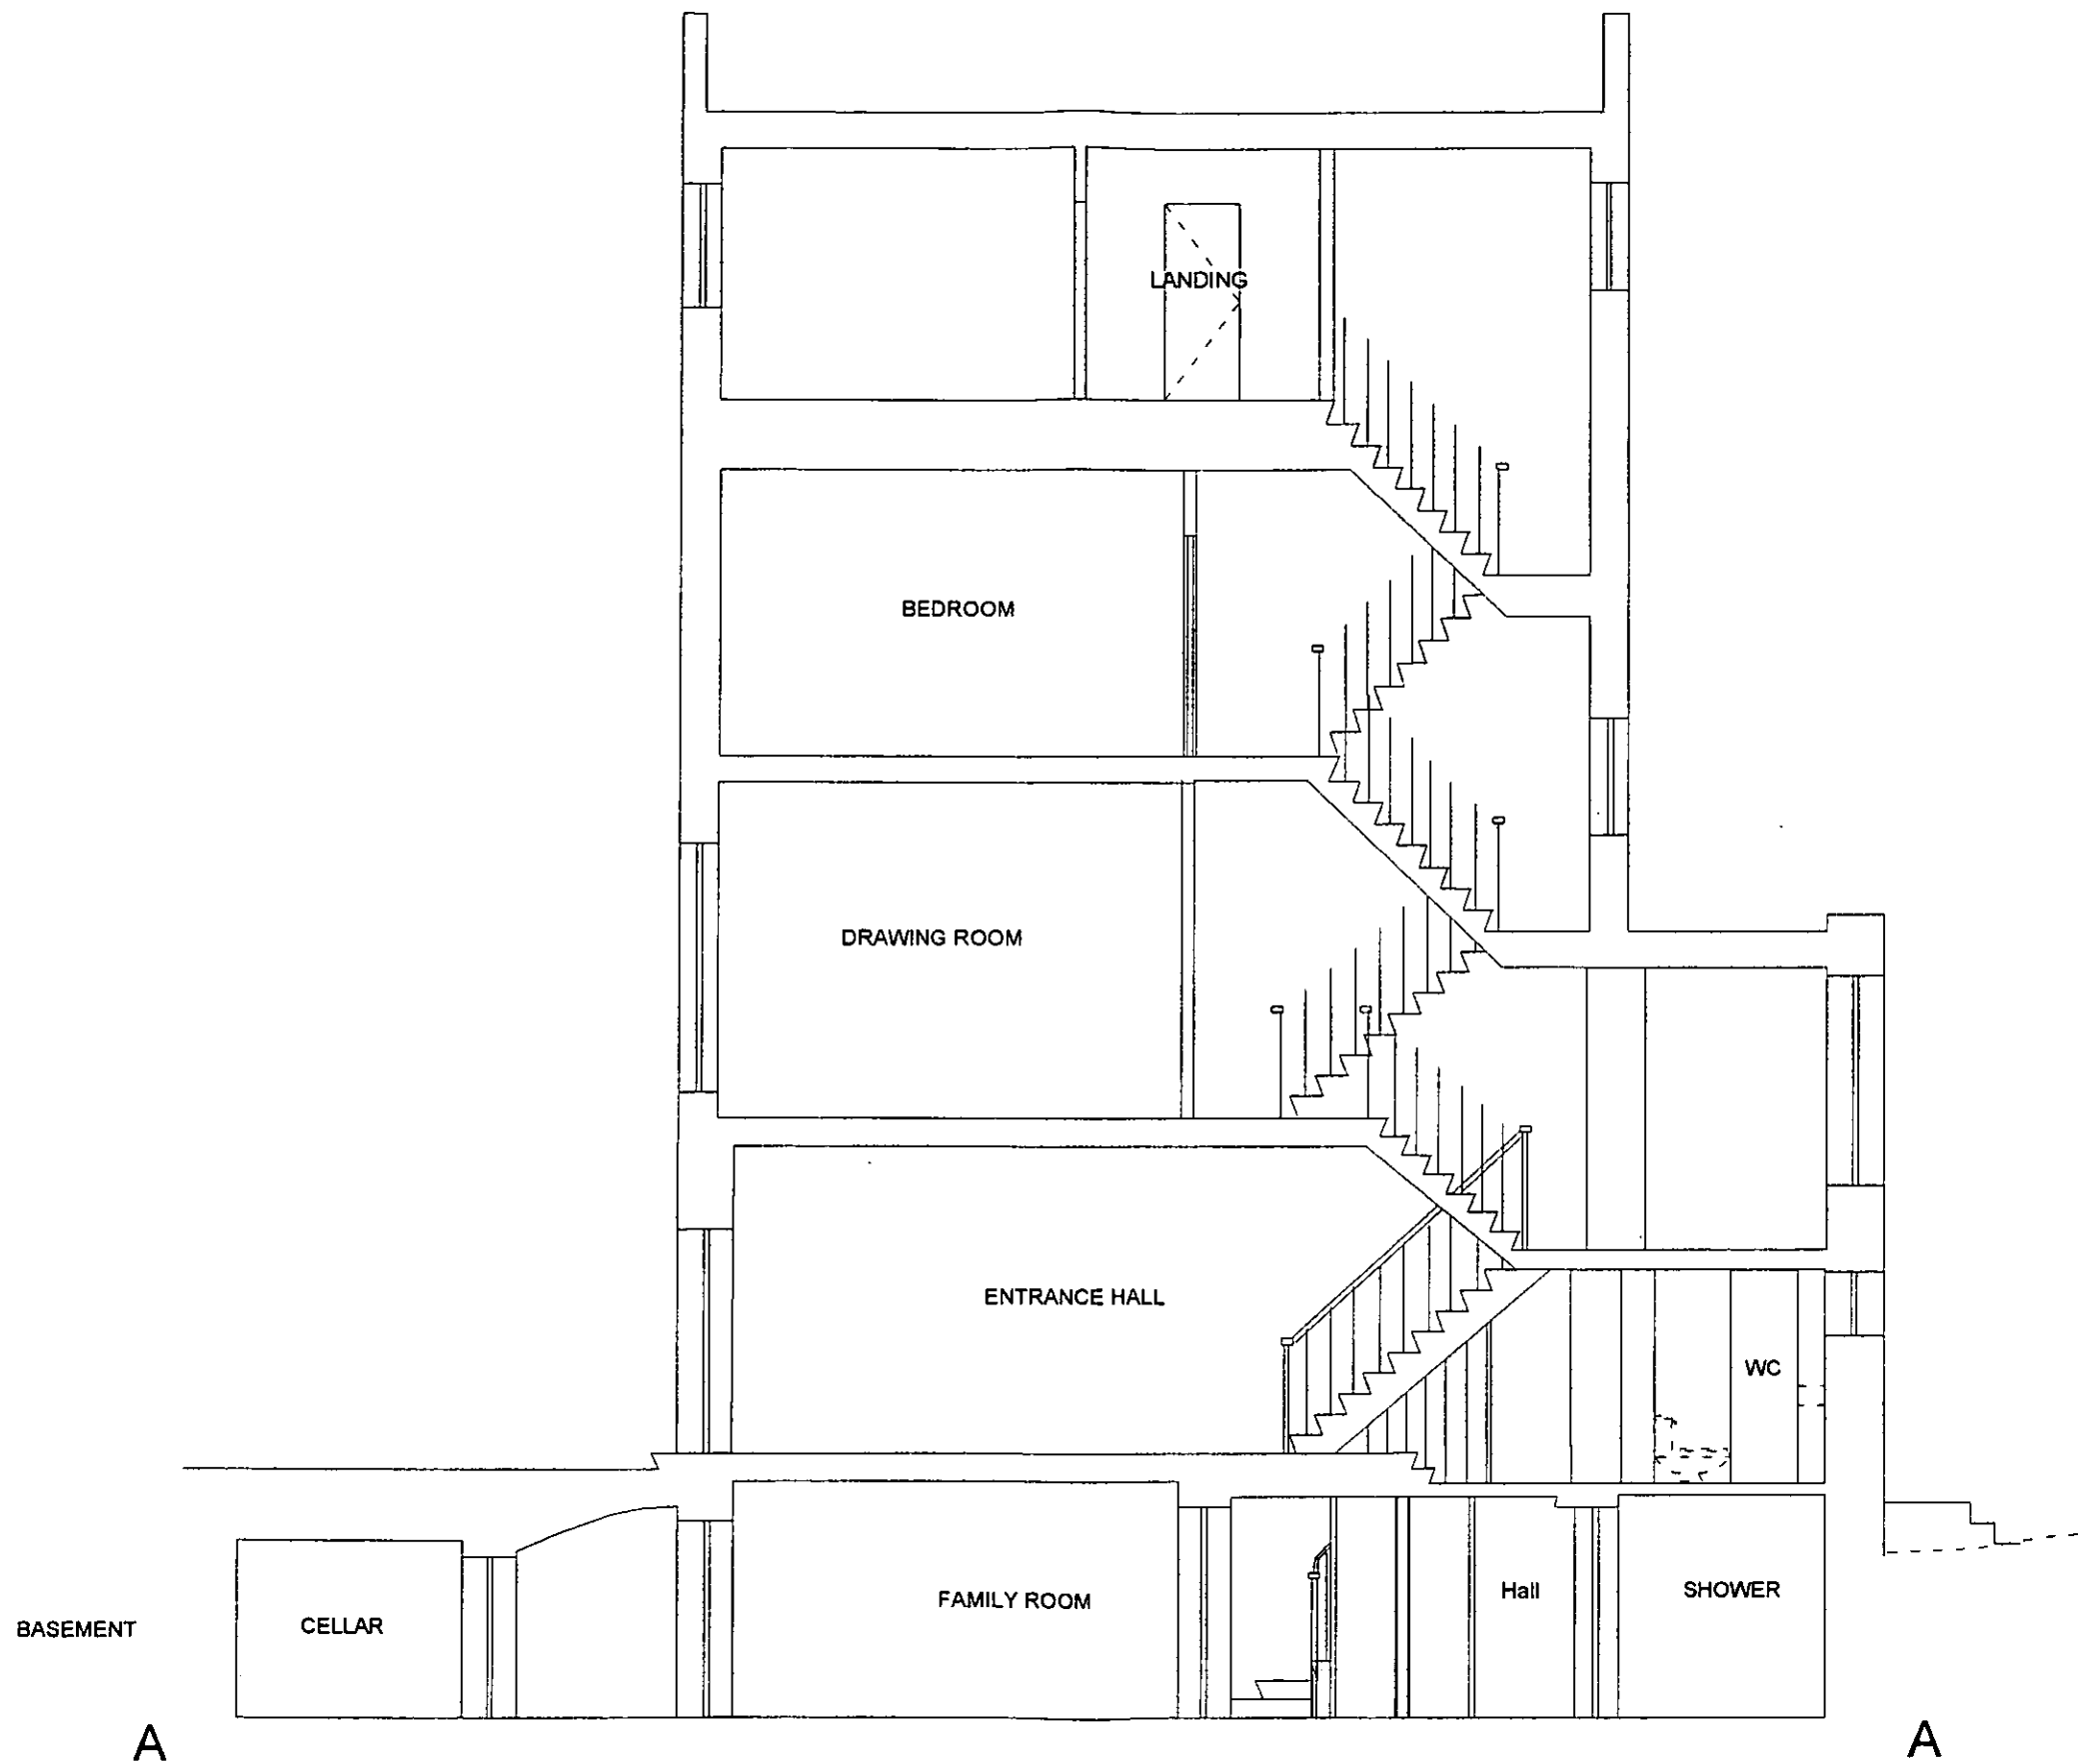 LANDING
BEDROOM
DRAWING ROOM
ENTRANCE HALL
WC
FAMILY ROOM
Hall
SHOWER
BASEMENT
CELLAR
A
A